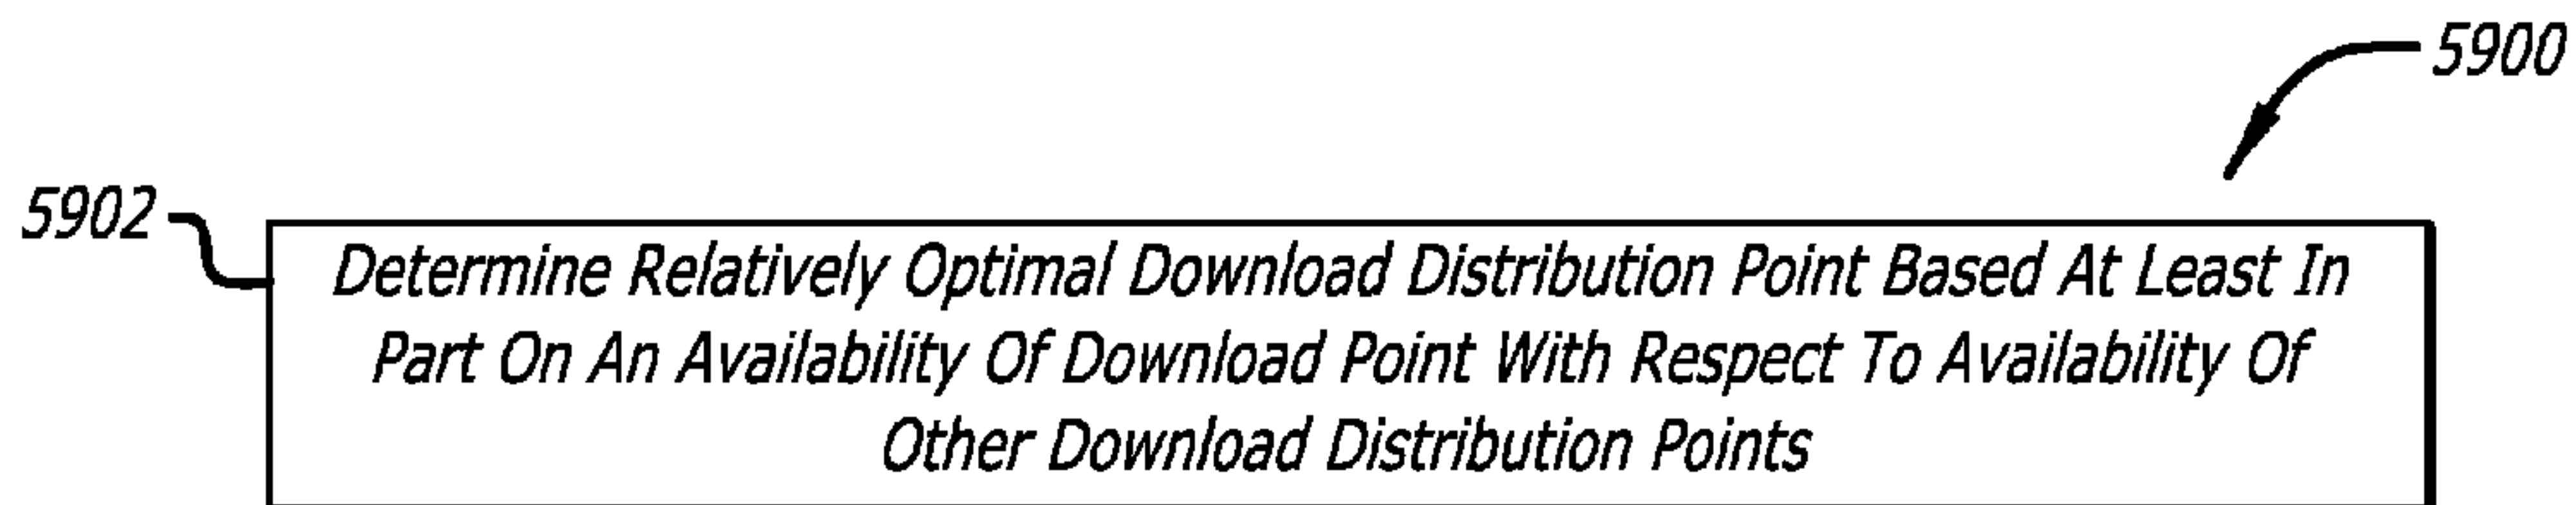 5900
5902
Determine Relatively Optimal Download Distribution Point Based At Least In
Part On An Availability Of Download Point With Respect To Availability Of
Other Download Distribution Points